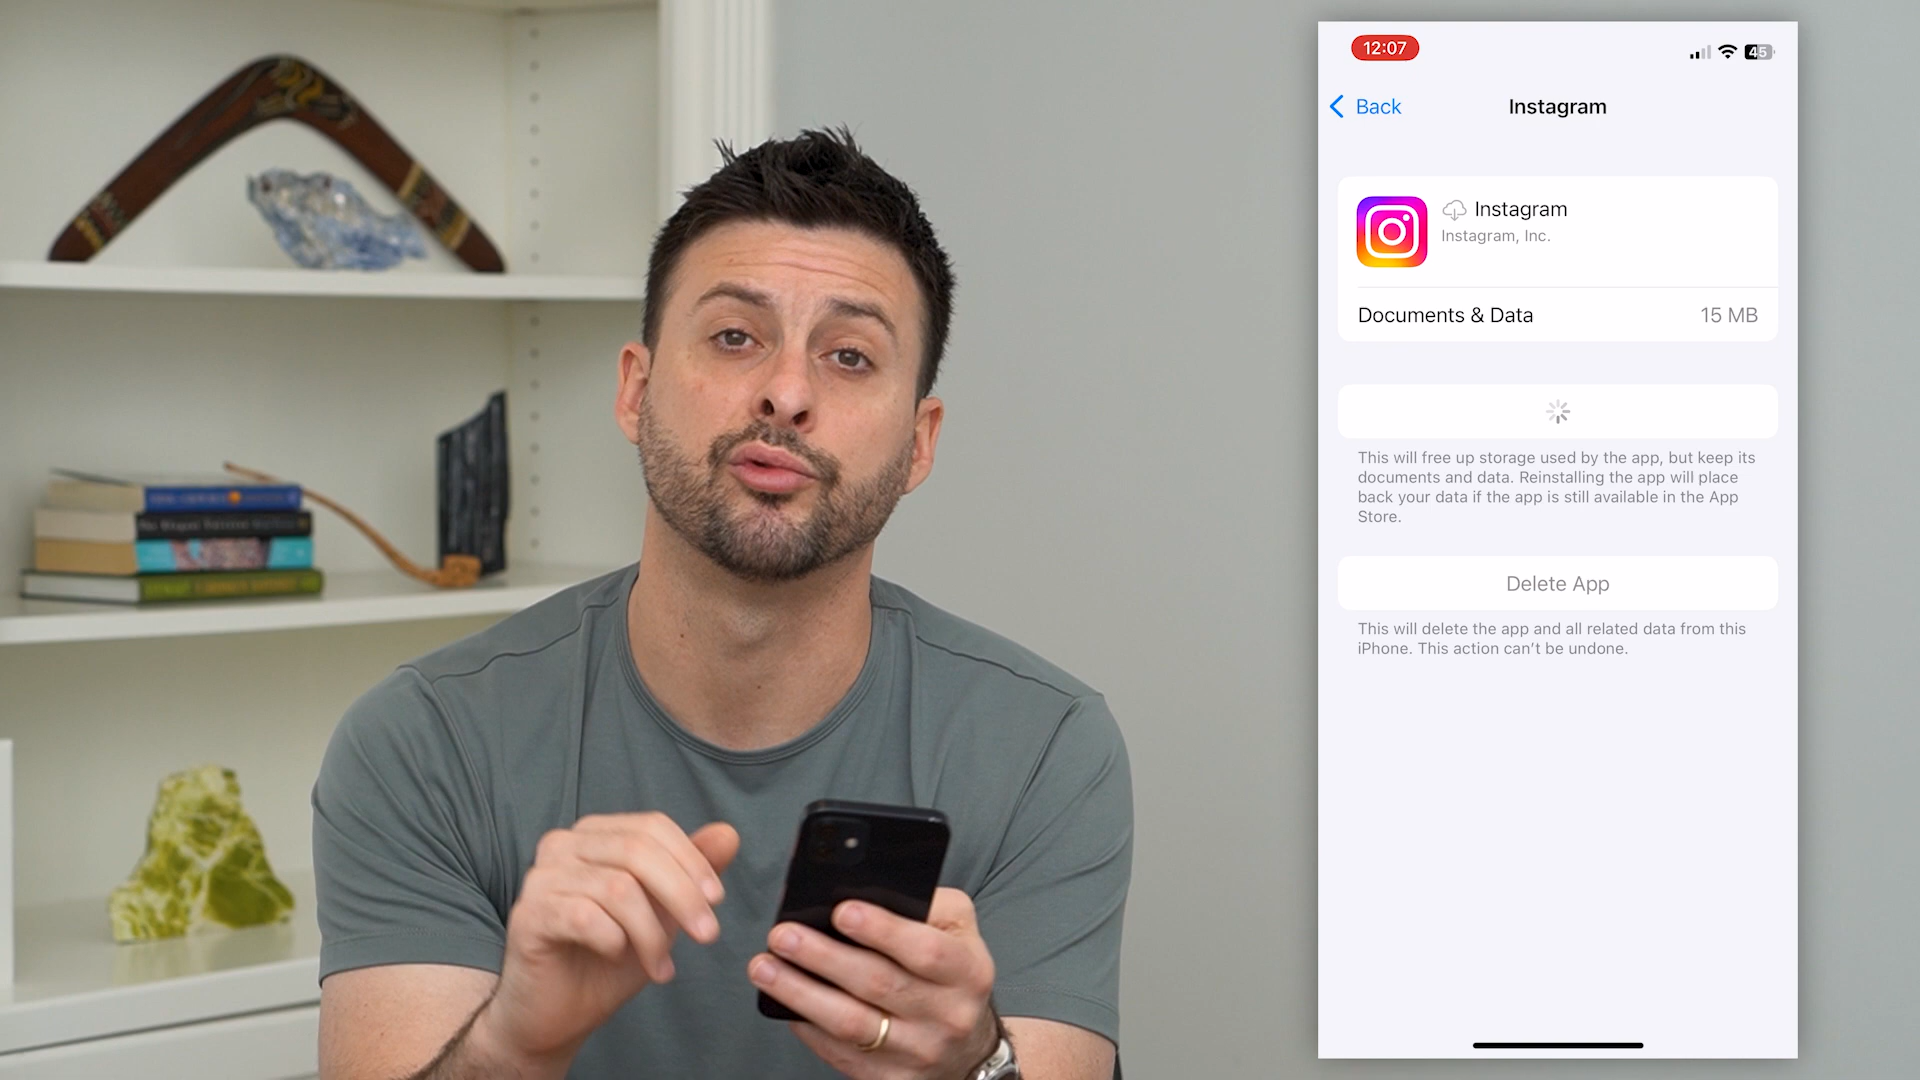 12:07
45
Back
Instagram
Instagram
Instagram, Inc.
Documents & Data
15 MB
This will free up storage used by the app, but keep its
documents and data. Reinstalling the app will place
back your data if the app is still available in the App
Store.
Delete App
This will delete the app and all related data from this
iPhone. This action can’t be undone.